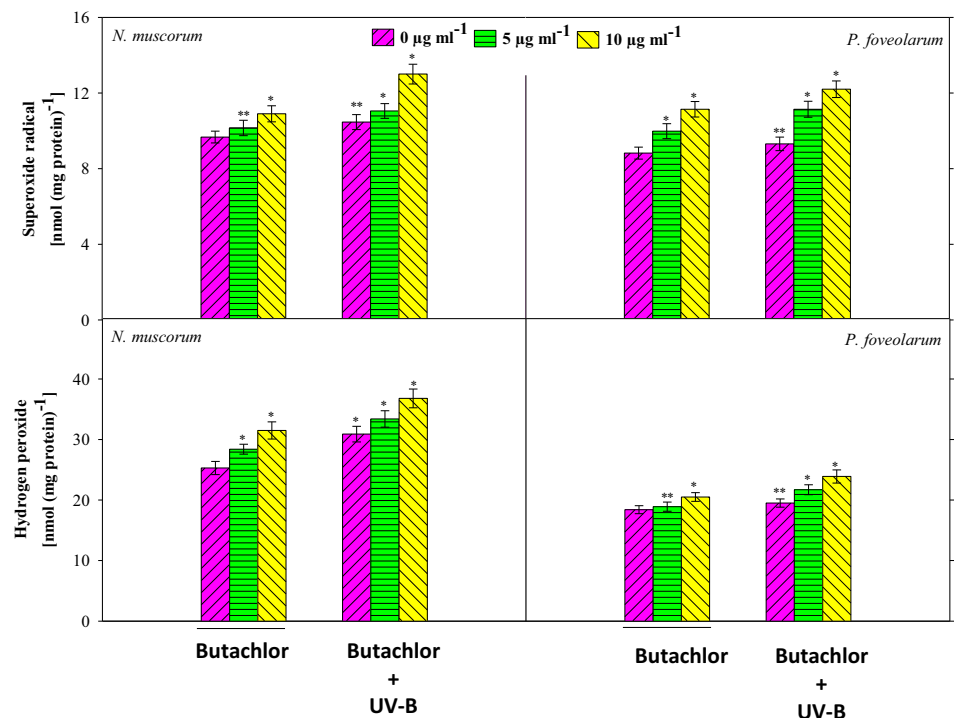 16
N. muscorum
0 µg ml-1
5 µg ml-1
10 µg ml-1
P. foveolarum
Superoxide radical
[nmol (mg protein)-1
12
8
4
0
**
*
**
*
*
*
*
**
*
*
N. muscorum
P. foveolarum
Hydrogen peroxide
[nmol (mg protein)-1
40
30
20
10
0
*
*
*
*
*
**
*
**
*
*
Butachlor
Butachlor
+
UV-B
Butachlor
Butachlor
+
UV-B